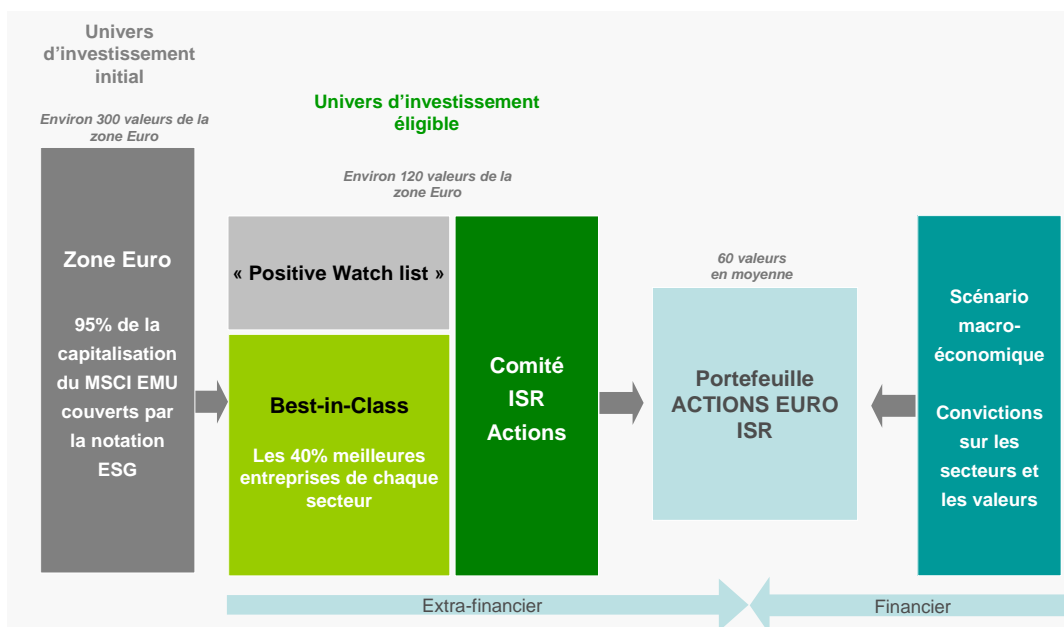 Univers
d'investissement
initial
Environ 300 valeurs de la
zone Euro
Zone Euro
95% de la
capitalisation
du MSCI EMU
couverts par
la notation
ESG
Univers d'investissement
éligible
Environ 120 valeurs de la
zone Euro
« Positive Watch list »
Best-in-Class
Les 40% meilleures
entreprises de chaque
secteur
Comité
ISR
Actions
60 valeurs
en moyenne
Portefeuille
ACTIONS EURO
ISR
Scénario
macro-
économique
Convictions
sur les
secteurs et
les valeurs
Extra-financier
Financier